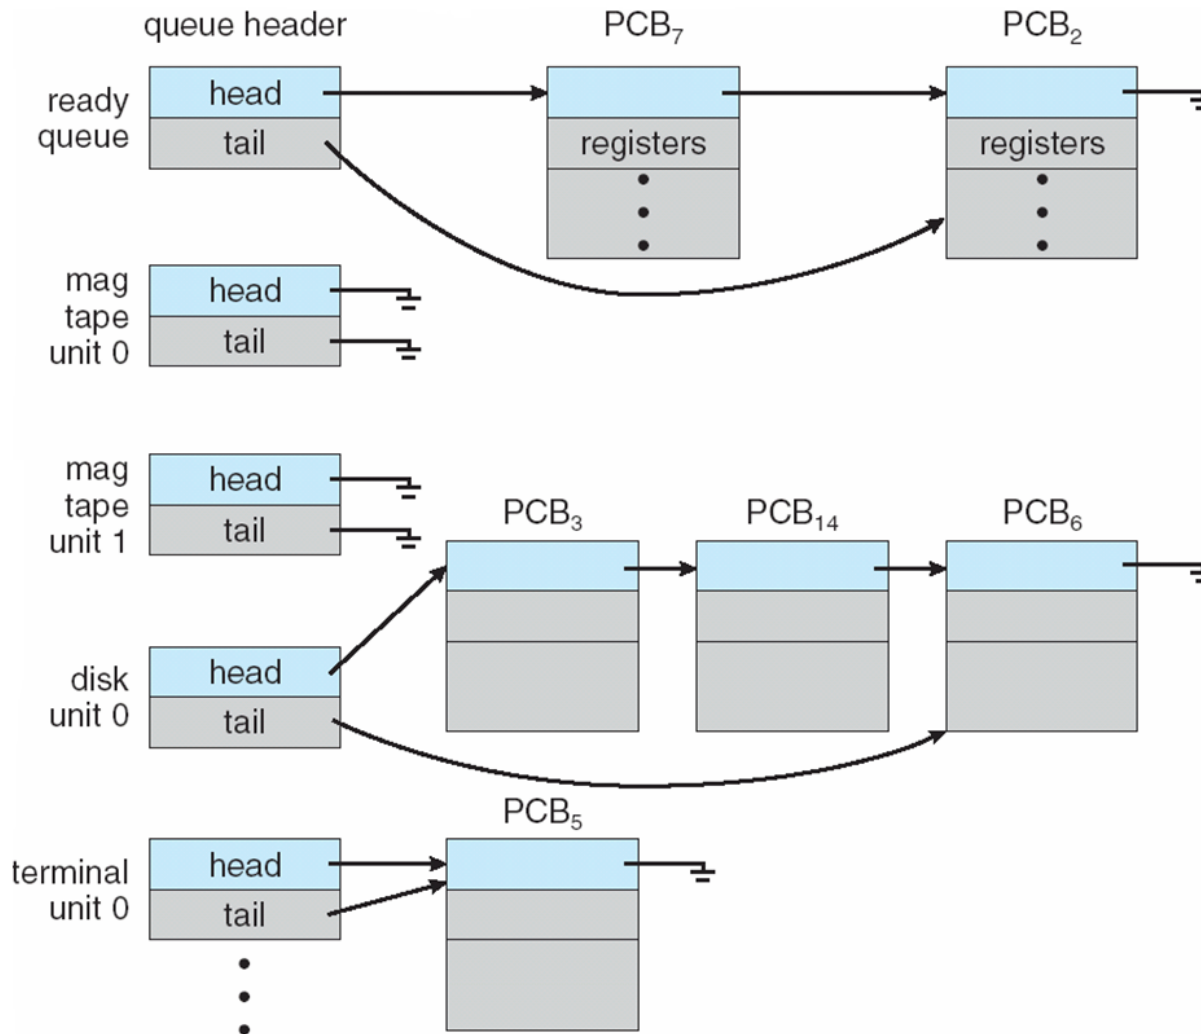 queue header
PCB₇
PCB₂
ready
queue
head
tail
registers
registers
mag
tape
unit 0
head
tail
mag
tape
unit 1
head
tail
PCB₃
PCB₁₄
PCB₆
disk
unit 0
head
tail
PCB₅
terminal
unit 0
head
tail